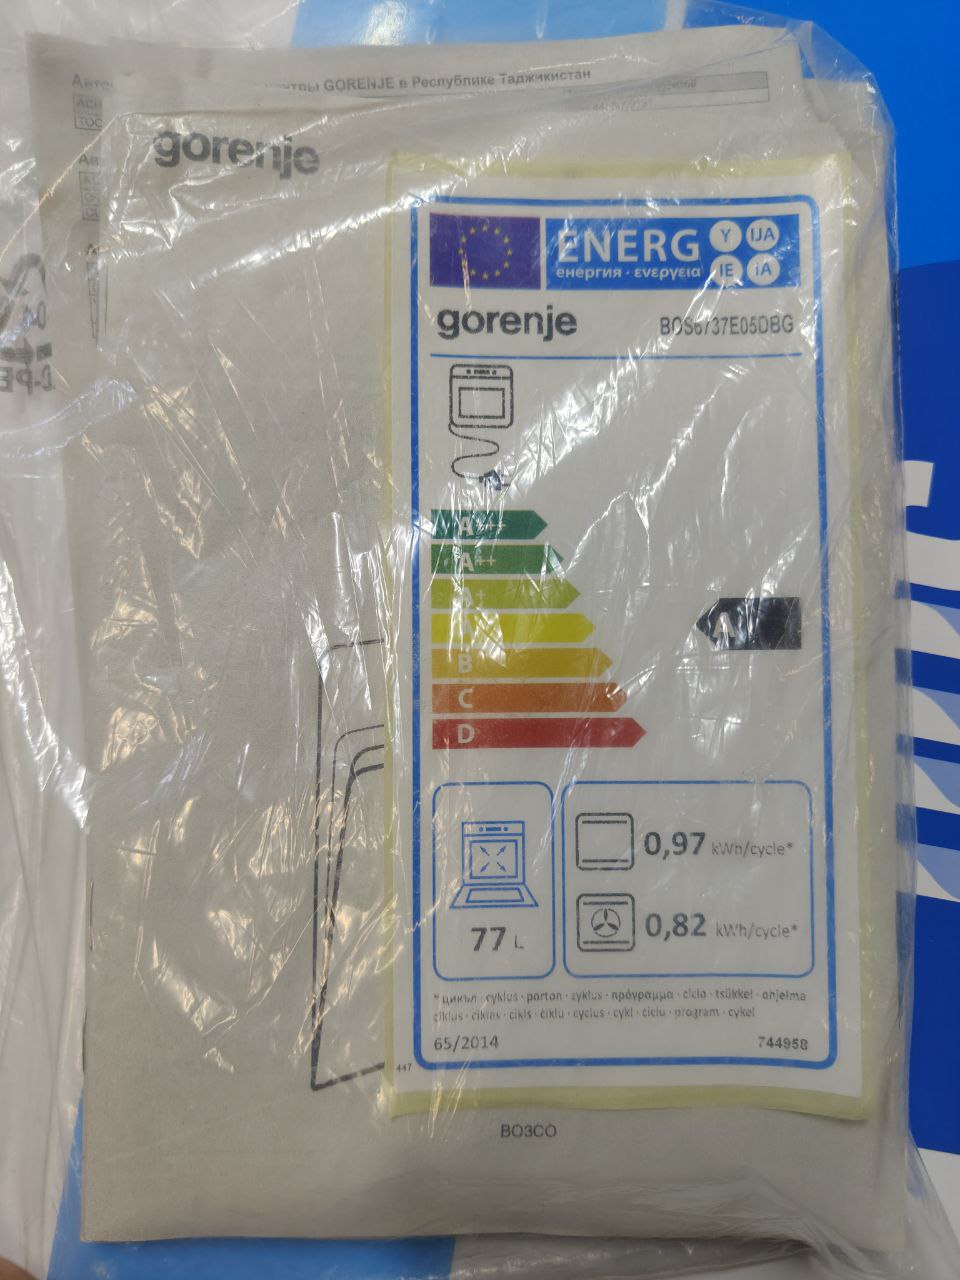 центры GORENJE в Республике Таджикистан
gorenje
ENERG Y IJA
енергия · ενεργεια IE IA
gorenje BOS6737E05DBG
A+++
A++
A+
A
B
C
D
0,97 kWh/cycle*
77 L
0,82 kWh/cycle*
* цикъл · cyklus · porton · zyklus · πρόγραμμα · ciclo · tsükkel · ohjelma
ciklus · ciklas · cikls · ċiklu · cyclus · cykl · ciclu · program · cykel
65/2014 744958
447
BO3CO